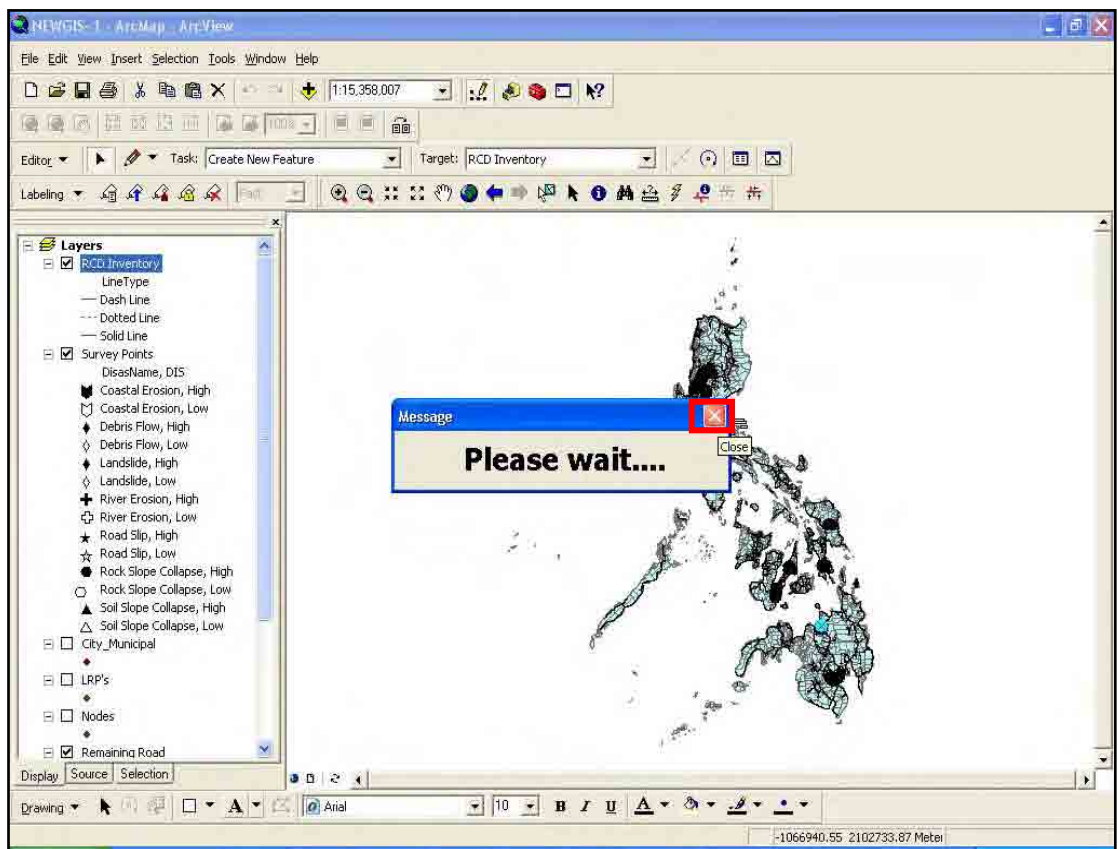 NEWGIS- 1 - ArcMap - ArcView
File Edit View Insert Selection Tools Window Help
1:15,358,007
100%
Editor Task: Create New Feature Target: RCD Inventory
Labeling Fast
Layers
RCD Inventory
LineType
Dash Line
Dotted Line
Solid Line
Survey Points
DisasName, DIS
Coastal Erosion, High
Coastal Erosion, Low
Debris Flow, High
Debris Flow, Low
Landslide, High
Landslide, Low
River Erosion, High
River Erosion, Low
Road Slip, High
Road Slip, Low
Rock Slope Collapse, High
Rock Slope Collapse, Low
Soil Slope Collapse, High
Soil Slope Collapse, Low
City_Municipal
LRP's
Nodes
Remaining Road
Message
Close
Please wait....
Display Source Selection
Drawing A Arial 10 B I U A
-1066940.55 2102733.87 Meter